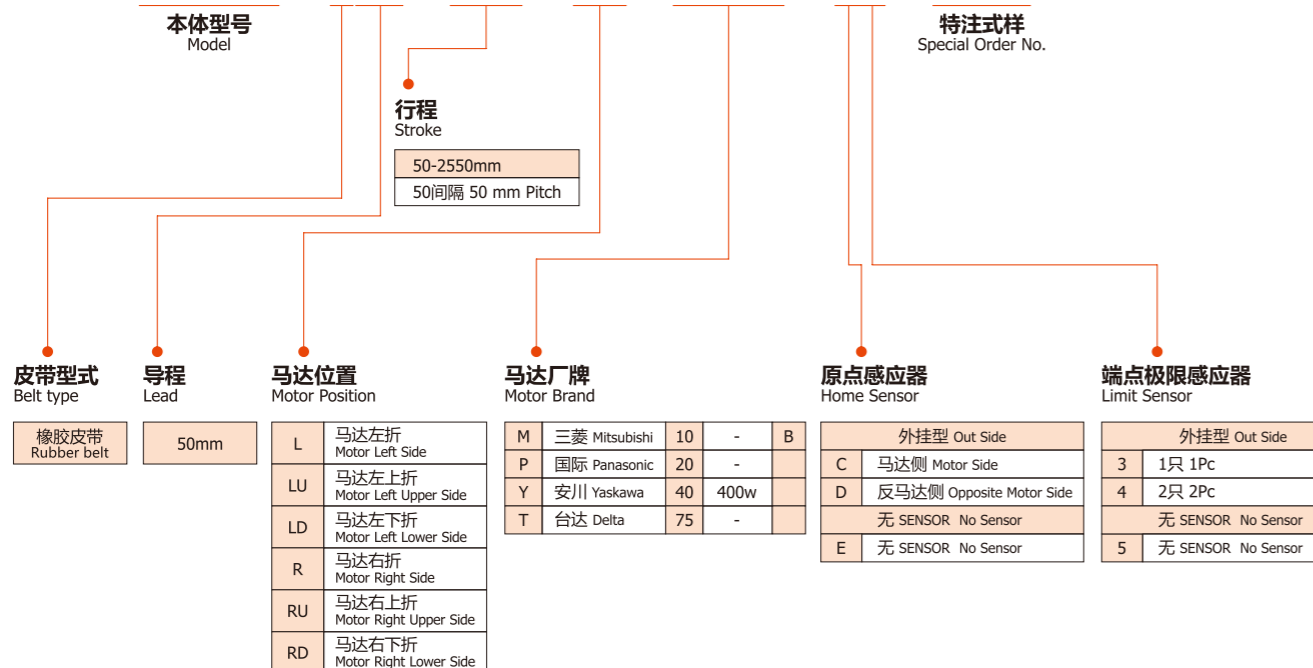 本体型号
Model
特注式样
Special Order No.
行程
Stroke
50-2550mm
50间隔 50 mm Pitch
皮带型式
Belt type
橡胶皮带
Rubber belt
导程
Lead
50mm
马达位置
Motor Position
L 马达左折
Motor Left Side
LU 马达左上折
Motor Left Upper Side
LD 马达左下折
Motor Left Lower Side
R 马达右折
Motor Right Side
RU 马达右上折
Motor Right Upper Side
RD 马达右下折
Motor Right Lower Side
马达厂牌
Motor Brand
M 三菱 Mitsubishi 10 - B
P 国际 Panasonic 20 -
Y 安川 Yaskawa 40 400w
T 台达 Delta 75 -
原点感应器
Home Sensor
外挂型 Out Side
C 马达侧 Motor Side
D 反马达侧 Opposite Motor Side
无 SENSOR No Sensor
E 无 SENSOR No Sensor
端点极限感应器
Limit Sensor
外挂型 Out Side
3 1只 1Pc
4 2只 2Pc
无 SENSOR No Sensor
5 无 SENSOR No Sensor